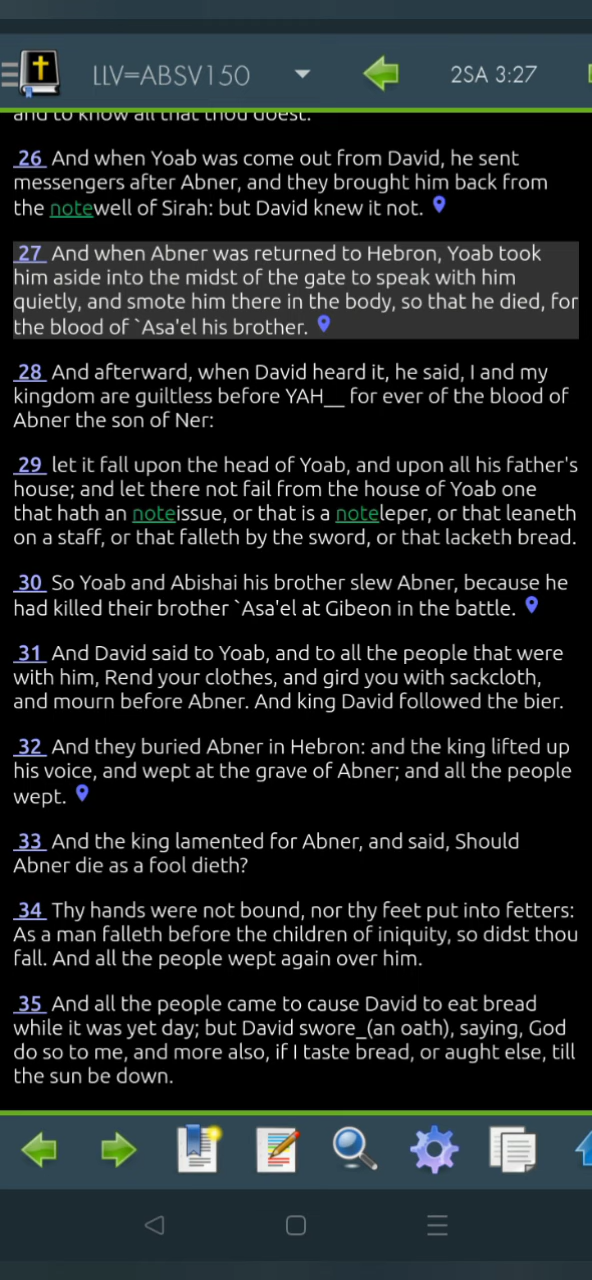 LLV=ABSV150
2SA 3:27
and to know all that thou doest.
26 And when Yoab was come out from David, he sent
messengers after Abner, and they brought him back from
the notewell of Sirah: but David knew it not.
27 And when Abner was returned to Hebron, Yoab took
him aside into the midst of the gate to speak with him
quietly, and smote him there in the body, so that he died, for
the blood of `Asa'el his brother.
28 And afterward, when David heard it, he said, I and my
kingdom are guiltless before YAH__ for ever of the blood of
Abner the son of Ner:
29 let it fall upon the head of Yoab, and upon all his father's
house; and let there not fail from the house of Yoab one
that hath an noteissue, or that is a noteleper, or that leaneth
on a staff, or that falleth by the sword, or that lacketh bread.
30 So Yoab and Abishai his brother slew Abner, because he
had killed their brother `Asa'el at Gibeon in the battle.
31 And David said to Yoab, and to all the people that were
with him, Rend your clothes, and gird you with sackcloth,
and mourn before Abner. And king David followed the bier.
32 And they buried Abner in Hebron: and the king lifted up
his voice, and wept at the grave of Abner; and all the people
wept.
33 And the king lamented for Abner, and said, Should
Abner die as a fool dieth?
34 Thy hands were not bound, nor thy feet put into fetters:
As a man falleth before the children of iniquity, so didst thou
fall. And all the people wept again over him.
35 And all the people came to cause David to eat bread
while it was yet day; but David swore_(an oath), saying, God
do so to me, and more also, if I taste bread, or aught else, till
the sun be down.